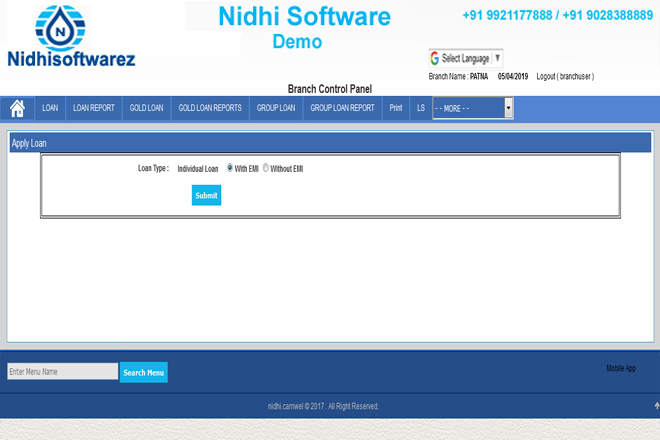 Nidhi Software
Demo
+91 9921177888 / +91 9028388889
N
Nidhisoftwarez
G Select Language ▼
Branch Name : PATNA 05/04/2019 Logout ( branchuser )
Branch Control Panel
LOAN LOAN REPORT GOLD LOAN GOLD LOAN REPORTS GROUP LOAN GROUP LOAN REPORT Print LS - - MORE - -
Apply Loan
Loan Type : Individual Loan With EMI Without EMI
Submit
Enter Menu Name Search Menu Mobile App
nidhi.camwel © 2017 . All Right Reserved.